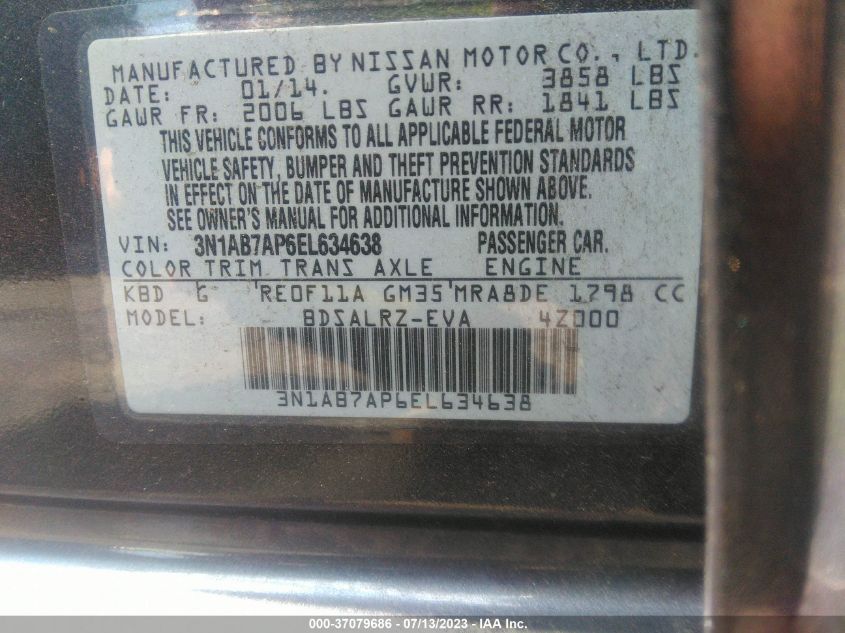 MANUFACTURED BY NISSAN MOTOR CO., LTD.
DATE: 01/14. GVWR: 3858 LBS
GAWR FR: 2006 LBS GAWR RR: 1841 LBS
THIS VEHICLE CONFORMS TO ALL APPLICABLE FEDERAL MOTOR
VEHICLE SAFETY, BUMPER AND THEFT PREVENTION STANDARDS
IN EFFECT ON THE DATE OF MANUFACTURE SHOWN ABOVE.
SEE OWNER'S MANUAL FOR ADDITIONAL INFORMATION.
VIN: 3N1AB7AP6EL634638 PASSENGER CAR.
COLOR TRIM TRANS AXLE ENGINE
KBD G RE0F11A GM35 MRA8DE 1798 CC
MODEL: BDSALRZ-EVA 4Z000
3N1AB7AP6EL634638
000-37079686 - 07/13/2023 - IAA Inc.